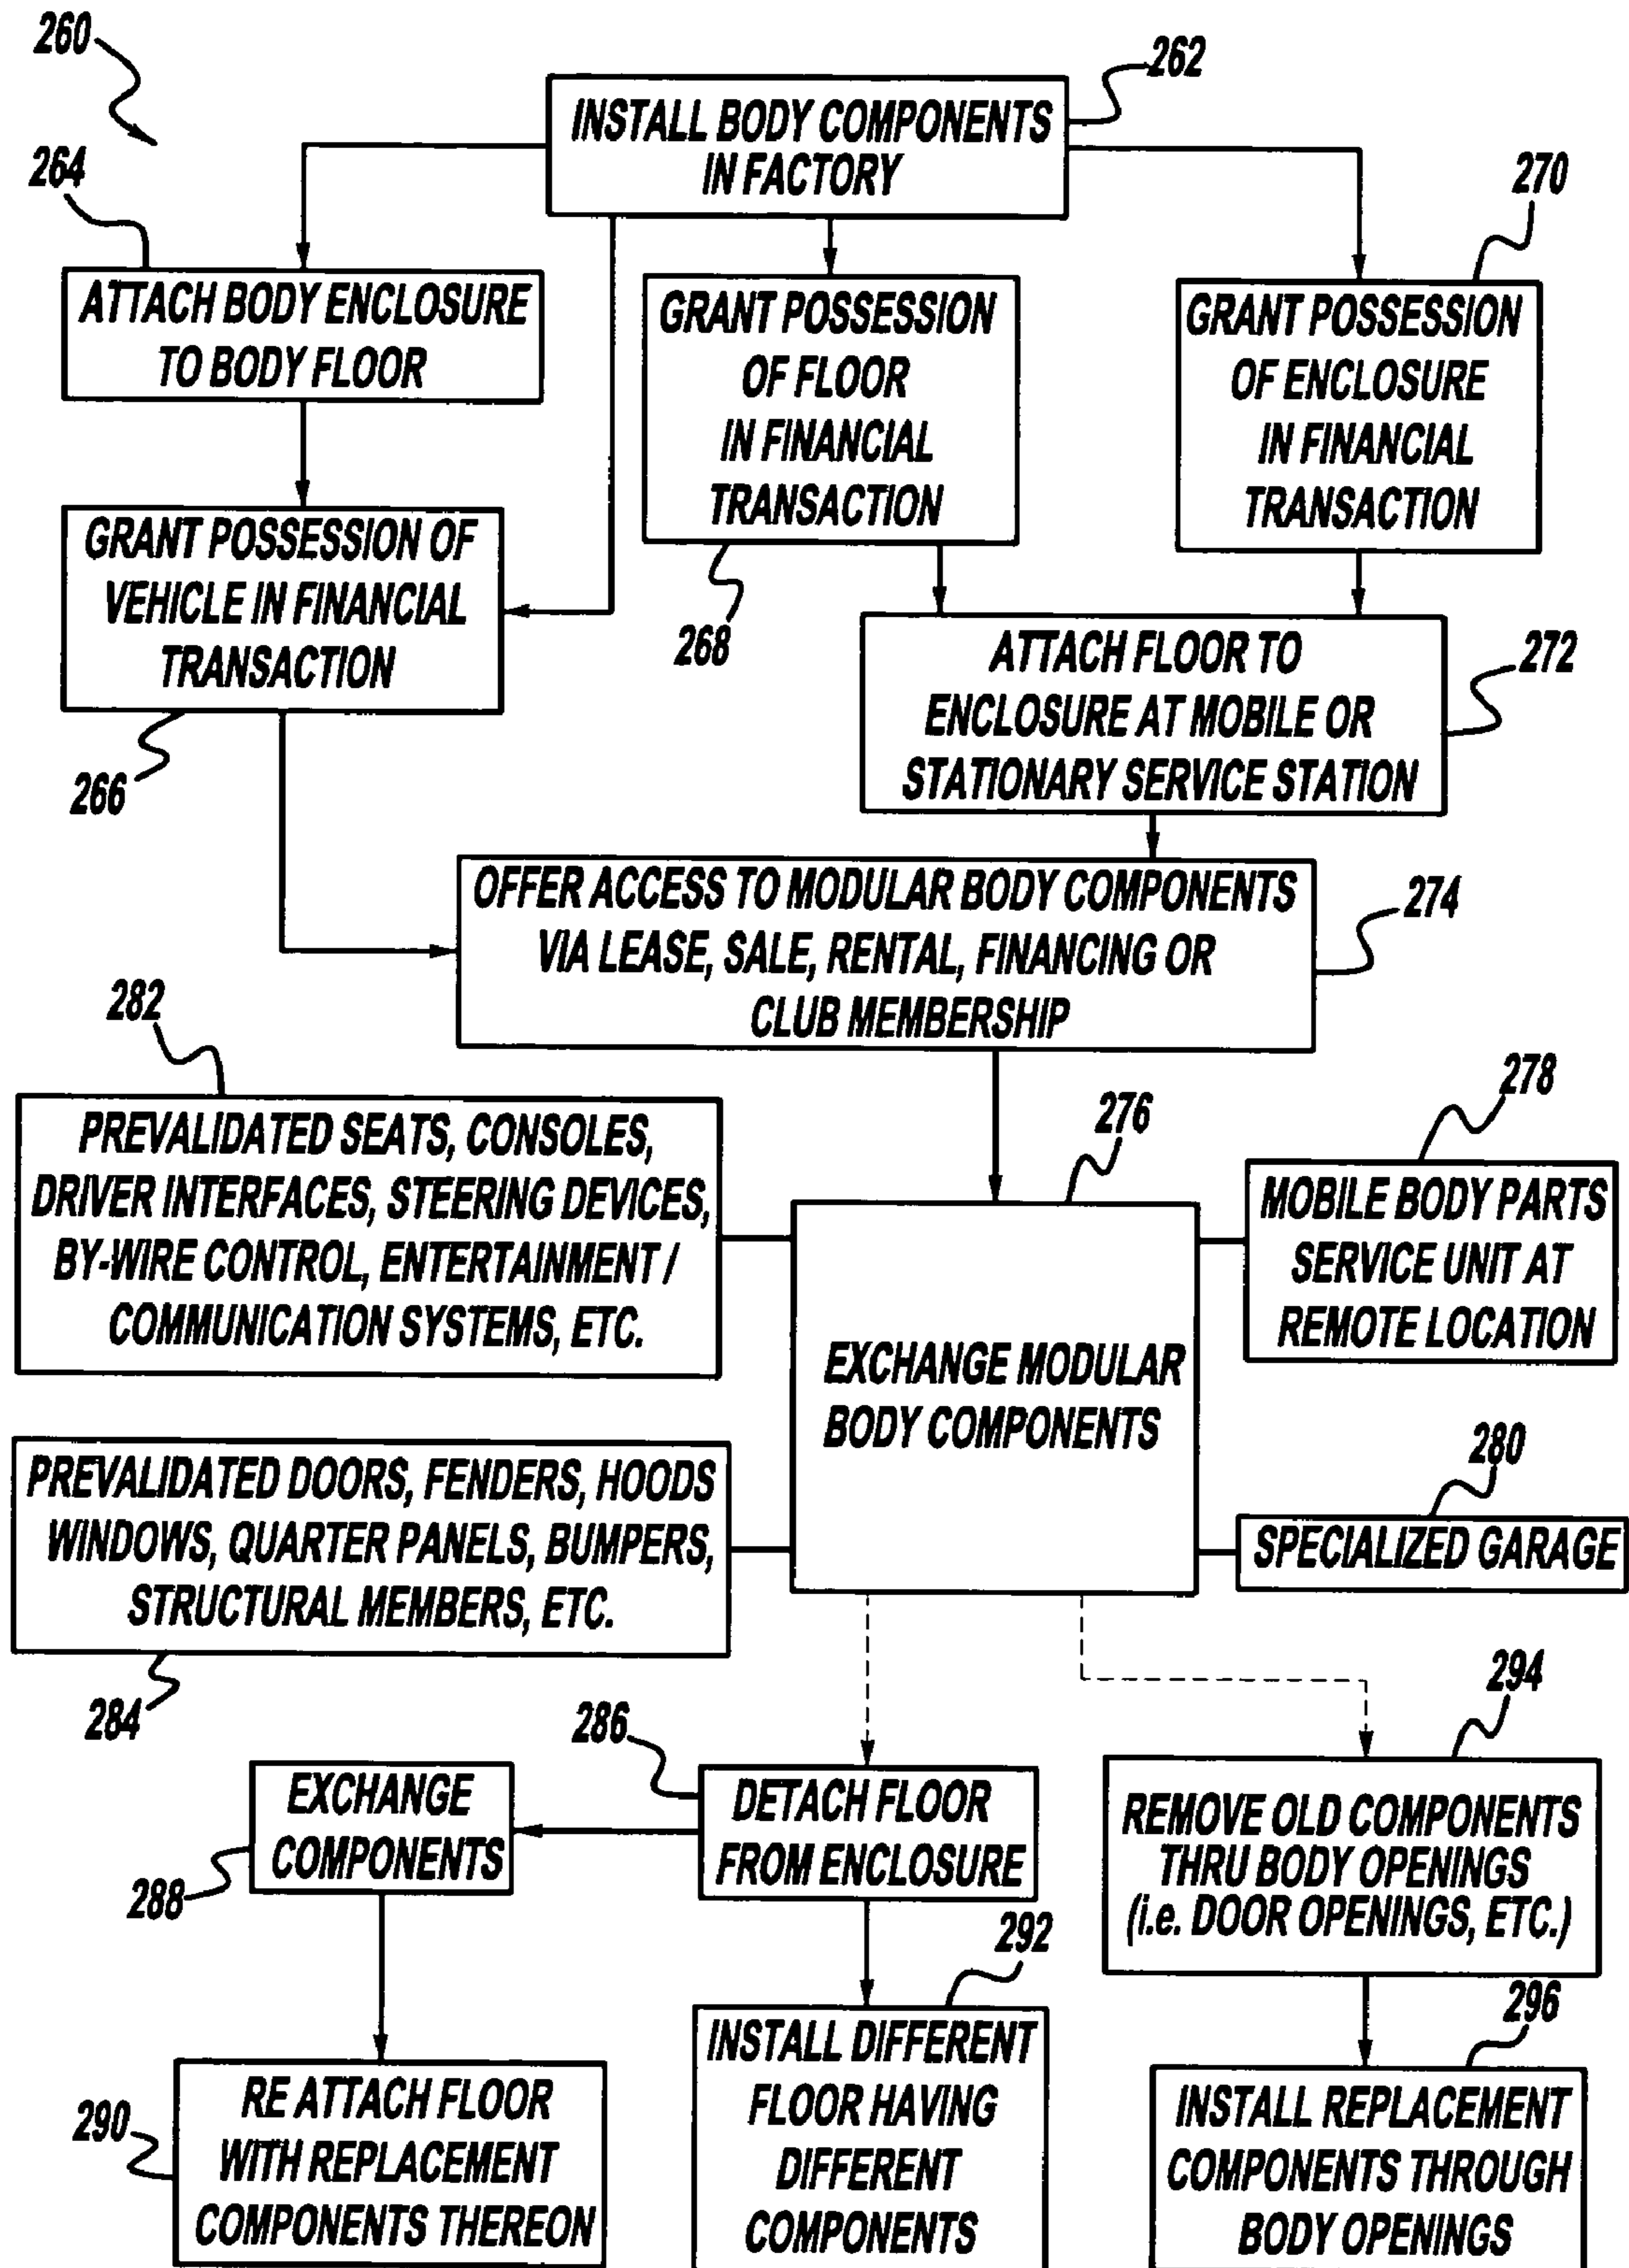 260
262
INSTALL BODY COMPONENTS
IN FACTORY
264
270
ATTACH BODY ENCLOSURE
TO BODY FLOOR
GRANT POSSESSION
OF FLOOR
IN FINANCIAL
TRANSACTION
GRANT POSSESSION
OF ENCLOSURE
IN FINANCIAL
TRANSACTION
GRANT POSSESSION OF
VEHICLE IN FINANCIAL
TRANSACTION
268
266
ATTACH FLOOR TO
ENCLOSURE AT MOBILE OR
STATIONARY SERVICE STATION
272
OFFER ACCESS TO MODULAR BODY COMPONENTS
VIA LEASE, SALE, RENTAL, FINANCING OR
CLUB MEMBERSHIP
274
282
PREVALIDATED SEATS, CONSOLES,
DRIVER INTERFACES, STEERING DEVICES,
BY-WIRE CONTROL, ENTERTAINMENT /
COMMUNICATION SYSTEMS, ETC.
276
278
MOBILE BODY PARTS
SERVICE UNIT AT
REMOTE LOCATION
EXCHANGE MODULAR
BODY COMPONENTS
PREVALIDATED DOORS, FENDERS, HOODS
WINDOWS, QUARTER PANELS, BUMPERS,
STRUCTURAL MEMBERS, ETC.
280
SPECIALIZED GARAGE
284
286
294
EXCHANGE
COMPONENTS
288
DETACH FLOOR
FROM ENCLOSURE
REMOVE OLD COMPONENTS
THRU BODY OPENINGS
(i.e. DOOR OPENINGS, ETC.)
292
296
290
RE ATTACH FLOOR
WITH REPLACEMENT
COMPONENTS THEREON
INSTALL DIFFERENT
FLOOR HAVING
DIFFERENT
COMPONENTS
INSTALL REPLACEMENT
COMPONENTS THROUGH
BODY OPENINGS